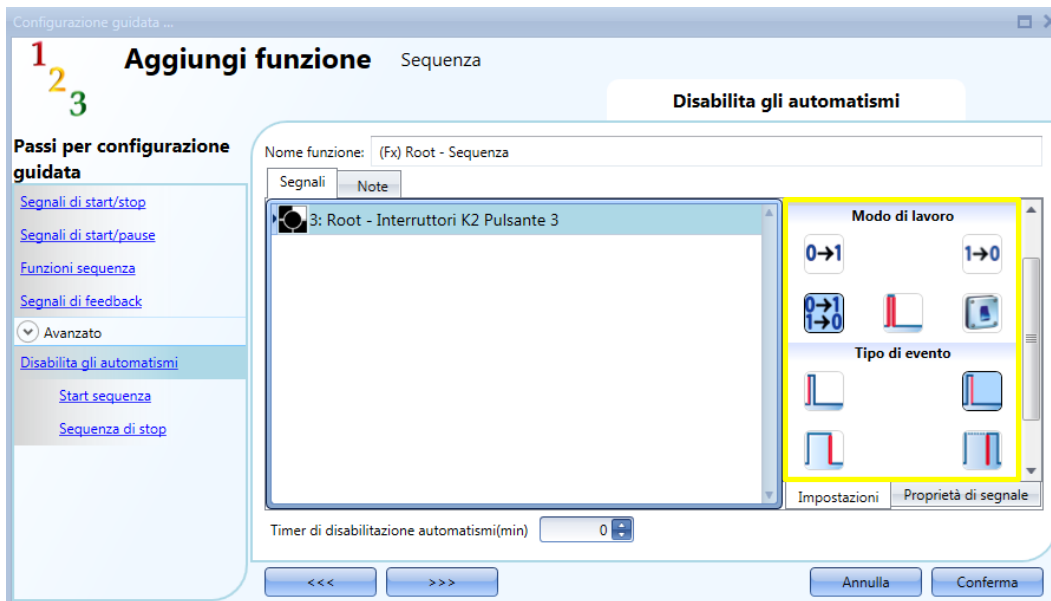 Configurazione guidata ...
1
2
3
Aggiungi funzione Sequenza
Disabilita gli automatismi
Passi per configurazione
guidata
Segnali di start/stop
Segnali di start/pause
Funzioni sequenza
Segnali di feedback
Avanzato
Disabilita gli automatismi
Start sequenza
Sequenza di stop
Nome funzione: (Fx) Root - Sequenza
Segnali Note
3: Root - Interruttori K2 Pulsante 3
Modo di lavoro
0→1 1→0
0→1
1→0
Tipo di evento
Impostazioni Proprietà di segnale
Timer di disabilitazione automatismi(min) 0
<<< >>> Annulla Conferma